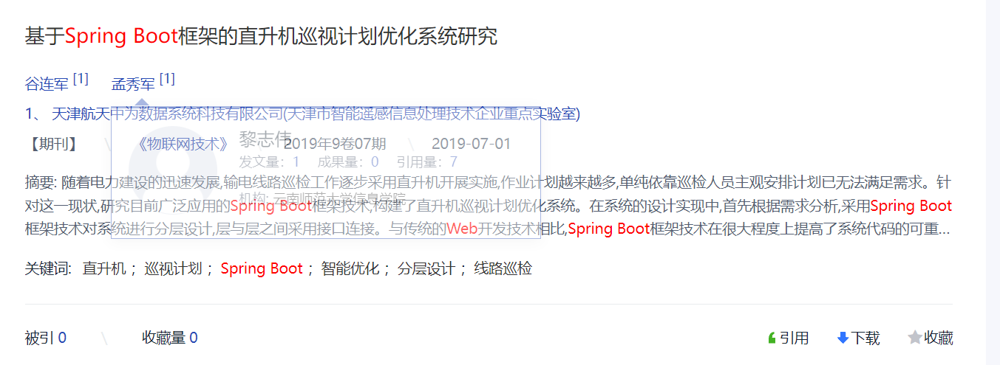 基于Spring Boot框架的直升机巡视计划优化系统研究
谷连军 [1] 孟秀军 [1]
1、 天津航天中为数据系统科技有限公司(天津市智能遥感信息处理技术企业重点实验室)
【期刊】 \ 《物联网技术》 \ 2019年9卷07期 \ 2019-07-01
黎志伟
发文量：1 成果量：0 引用量：7
机构: 云南师范大学信息学院
摘要: 随着电力建设的迅速发展,输电线路巡检工作逐步采用直升机开展实施,作业计划越来越多,单纯依靠巡检人员主观安排计划已无法满足需求。针
对这一现状,研究目前广泛应用的Spring Boot框架技术,构建了直升机巡视计划优化系统。在系统的设计实现中,首先根据需求分析,采用Spring Boot
框架技术对系统进行分层设计,层与层之间采用接口连接。与传统的Web开发技术相比,Spring Boot框架技术在很大程度上提高了系统代码的可重...
关键词: 直升机； 巡视计划； Spring Boot； 智能优化； 分层设计； 线路巡检
被引 0 \ 收藏量 0 引用 下载 收藏